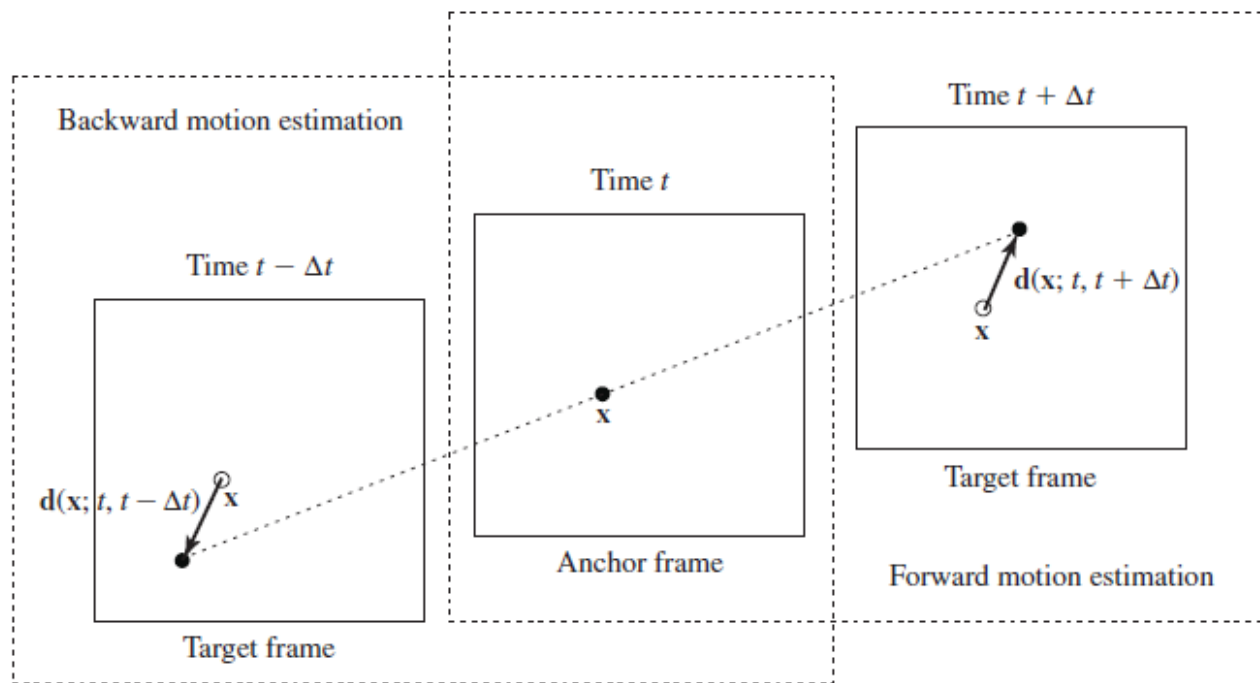 Time t + Δt
Backward motion estimation
Time t
Time t − Δt
d(x; t, t + Δt)
x
x
Target frame
d(x; t, t − Δt)
x
Anchor frame
Forward motion estimation
Target frame